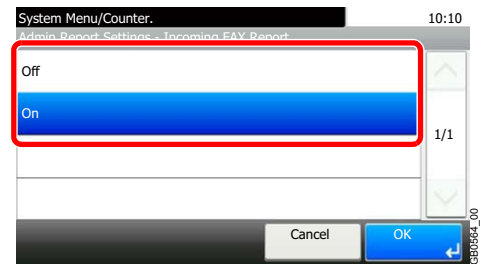 System Menu/Counter.
10:10
Admin Report Settings - Incoming FAX Report
Off
On
1/1
Cancel
OK
GB0564_00